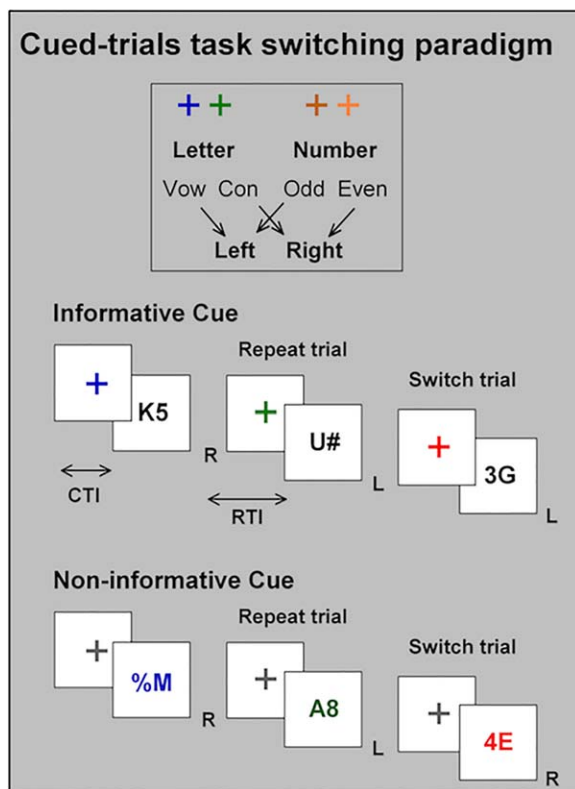 Cued-trials task switching paradigm
Letter Number
Vow Con Odd Even
Left Right
Informative Cue
Repeat trial
Switch trial
K5
U#
3G
R
L
L
CTI
RTI
Non-informative Cue
Repeat trial
Switch trial
%M
A8
4E
R
L
R